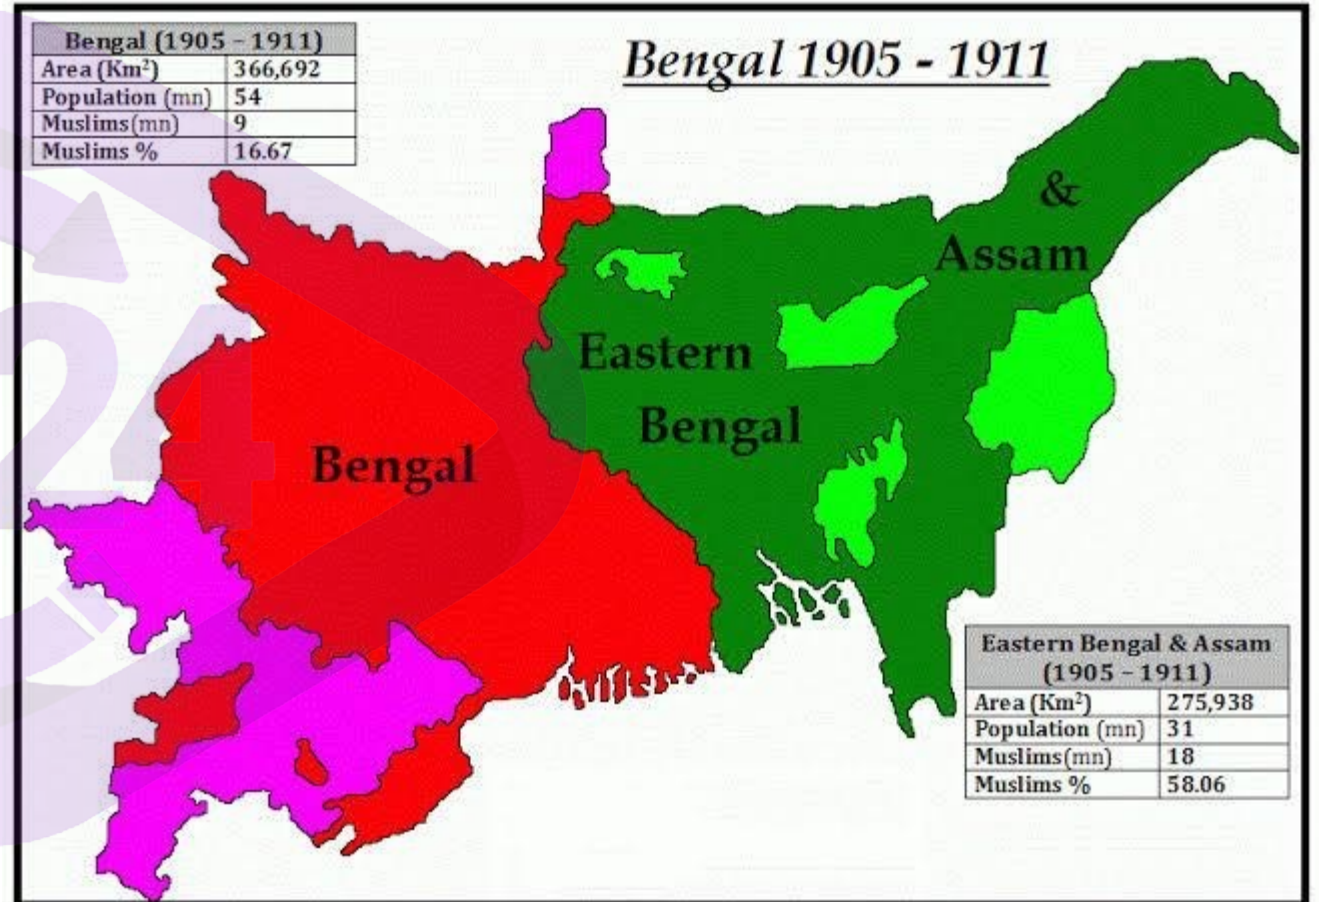 Bengal (1905 – 1911)
Area (Km²) 366,692
Population (mn) 54
Muslims(mn) 9
Muslims % 16.67
Bengal 1905 - 1911
&
Assam
Eastern
Bengal
Bengal
24
Eastern Bengal & Assam
(1905 – 1911)
Area (Km²) 275,938
Population (mn) 31
Muslims(mn) 18
Muslims % 58.06